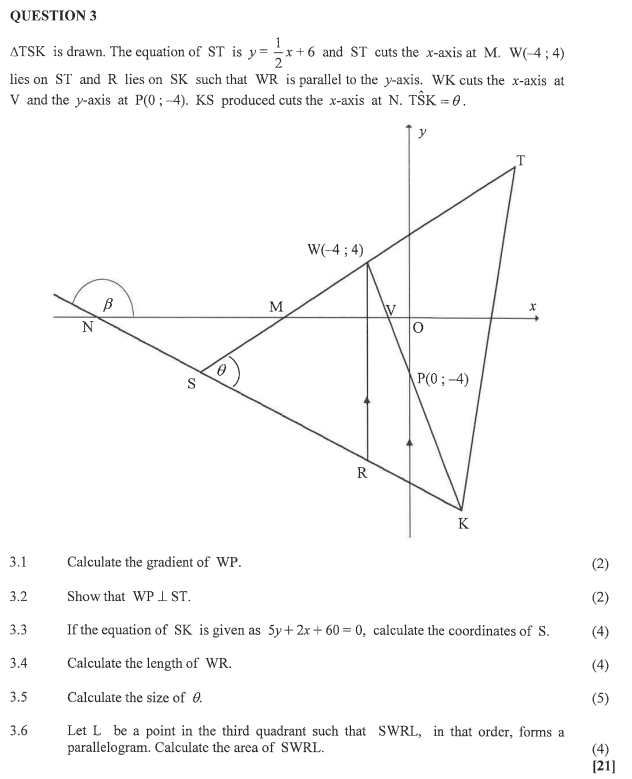 QUESTION 3
ΔTSK is drawn. The equation of ST is y = 1/2 x + 6 and ST cuts the x-axis at M. W(–4 ; 4)
lies on ST and R lies on SK such that WR is parallel to the y-axis. WK cuts the x-axis at
V and the y-axis at P(0 ; –4). KS produced cuts the x-axis at N. TŜK = θ.
y
T
W(–4 ; 4)
β
M
V
x
N
O
θ
S
P(0 ; –4)
R
K
3.1 Calculate the gradient of WP. (2)
3.2 Show that WP ⊥ ST. (2)
3.3 If the equation of SK is given as 5y + 2x + 60 = 0, calculate the coordinates of S. (4)
3.4 Calculate the length of WR. (4)
3.5 Calculate the size of θ. (5)
3.6 Let L be a point in the third quadrant such that SWRL, in that order, forms a
parallelogram. Calculate the area of SWRL. (4)
[21]